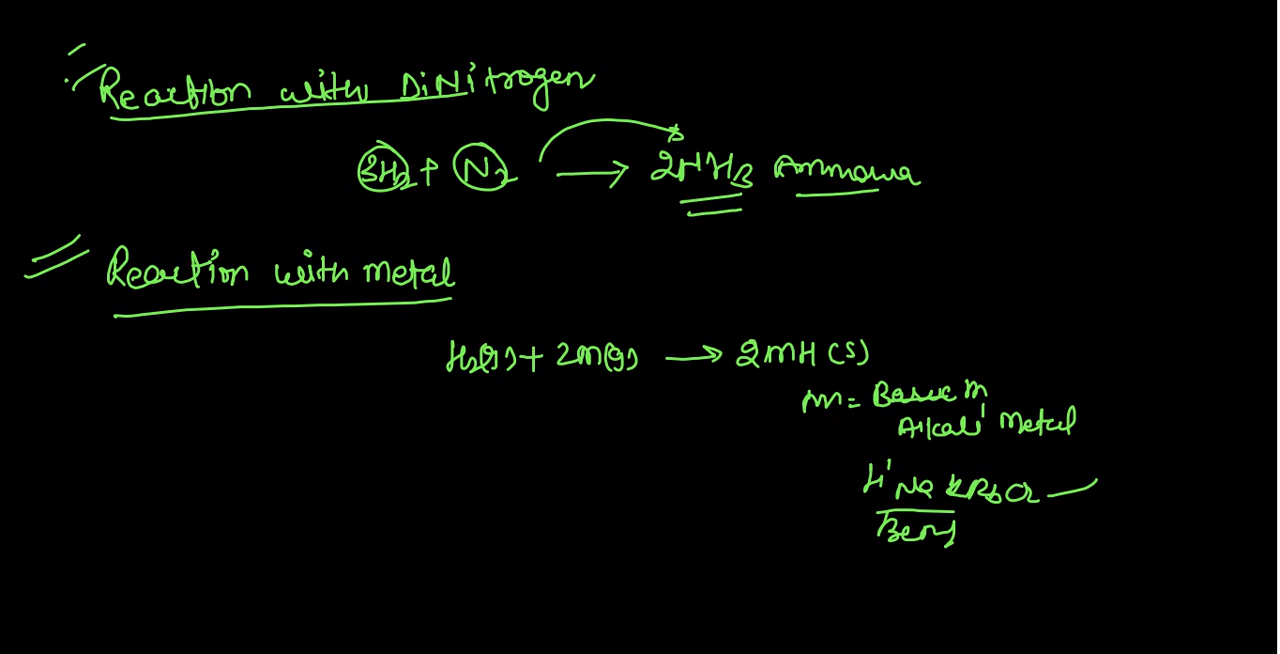 Reaction with DiNitrogen
3H2 + N2 → 2NH3 Ammonia
Reaction with metal
H2(g) + 2M(g) → 2MH(s)
M = Basic M
Alkali Metal
Li Na K Rb Cs